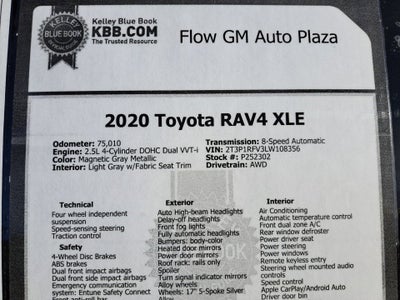 Kelley Blue Book
KBB.COM
The Trusted Resource
KELLEY
BLUE BOOK
Flow GM Auto Plaza
2020 Toyota RAV4 XLE
Odometer: 75,010
Engine: 2.5L 4-Cylinder DOHC Dual VVT-i
Color: Magnetic Gray Metallic
Interior: Light Gray w/Fabric Seat Trim
Transmission: 8-Speed Automatic
VIN: 2T3P1RFV3LW108356
Stock #: P252302
Drivetrain: AWD
Technical
Four wheel independent
suspension
Speed-sensing steering
Traction control
Safety
4-Wheel Disc Brakes
ABS brakes
Dual front impact airbags
Dual front side impact airbags
Emergency communication
system: Entune Safety Connect
Front anti-roll bar
Exterior
Auto High-beam Headlights
Delay-off headlights
Front fog lights
Fully automatic headlights
Bumpers: body-color
Heated door mirrors
Power door mirrors
Roof rack: rails only
Spoiler
Turn signal indicator mirrors
Alloy wheels
Wheels: 17" 5-Spoke Silver
Alloy
Interior
Air Conditioning
Automatic temperature control
Front dual zone A/C
Rear window defroster
Power driver seat
Power steering
Power windows
Remote keyless entry
Steering wheel mounted audio
controls
Speed control
Apple CarPlay/Android Auto
Driver door bin